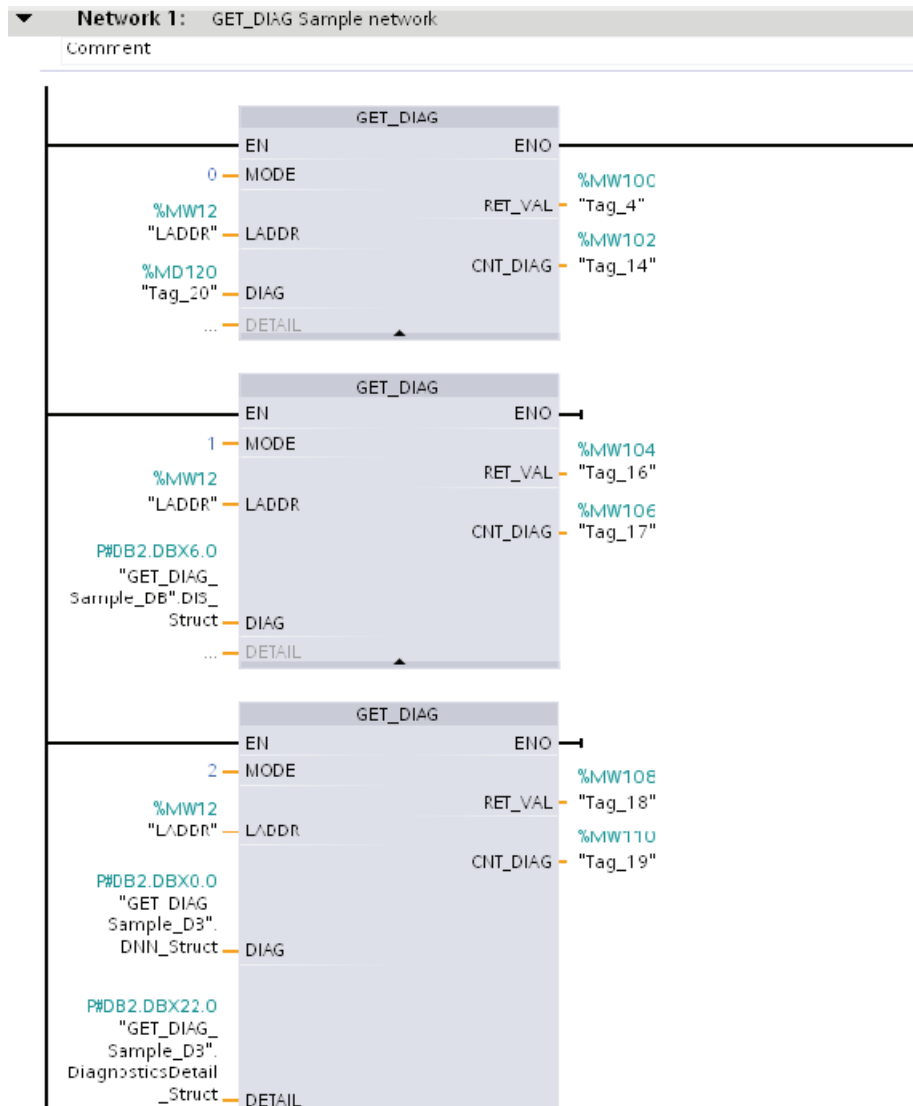 Network 1: GET_DIAG Sample network
Comment
GET_DIAG
EN ENO
0 MODE
%MW100
RET_VAL "Tag_4"
%MW12
"LADDR" LADDR
%MW102
CNT_DIAG "Tag_14"
%MD120
"Tag_20" DIAG
... DETAIL
GET_DIAG
EN ENO
1 MODE
%MW104
RET_VAL "Tag_16"
%MW12
"LADDR" LADDR
%MW106
CNT_DIAG "Tag_17"
P#DB2.DBX6.0
"GET_DIAG_
Sample_DB".DIS_
Struct DIAG
... DETAIL
GET_DIAG
EN ENO
2 MODE
%MW108
RET_VAL "Tag_18"
%MW12
"LADDR" LADDR
%MW110
CNT_DIAG "Tag_19"
P#DB2.DBX0.0
"GET_DIAG_
Sample_DB".
DNN_Struct DIAG
P#DB2.DBX22.0
"GET_DIAG_
Sample_DB".
DiagnosticsDetail
_Struct DETAIL